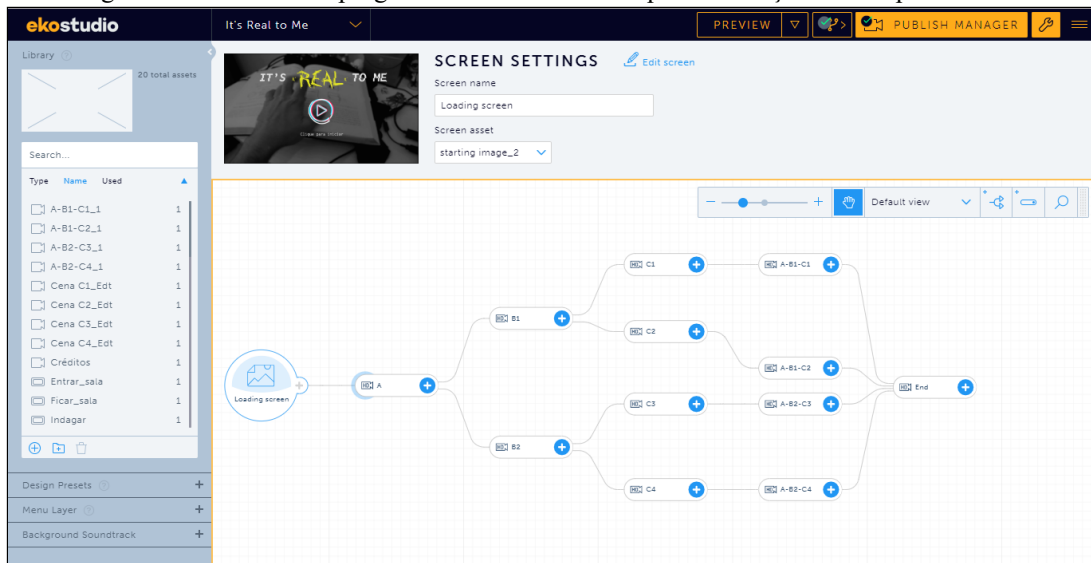 ekostudio
It's Real to Me
PREVIEW
PUBLISH MANAGER
Library
20 total assets
Search...
Type Name Used
A-B1-C1_1 1
A-B1-C2_1 1
A-B2-C3_1 1
A-B2-C4_1 1
Cena C1_Edt 1
Cena C2_Edt 1
Cena C3_Edt 1
Cena C4_Edt 1
Créditos 1
Entrar_sala 1
Ficar_sala 1
Indagar 1
Design Presets
Menu Layer
Background Soundtrack
IT'S REAL TO ME
Clique para iniciar
SCREEN SETTINGS
Edit screen
Screen name
Loading screen
Screen asset
starting image_2
Default view
Loading screen
A
B1
B2
C1
C2
C3
C4
A-B1-C1
A-B1-C2
A-B2-C3
A-B2-C4
End